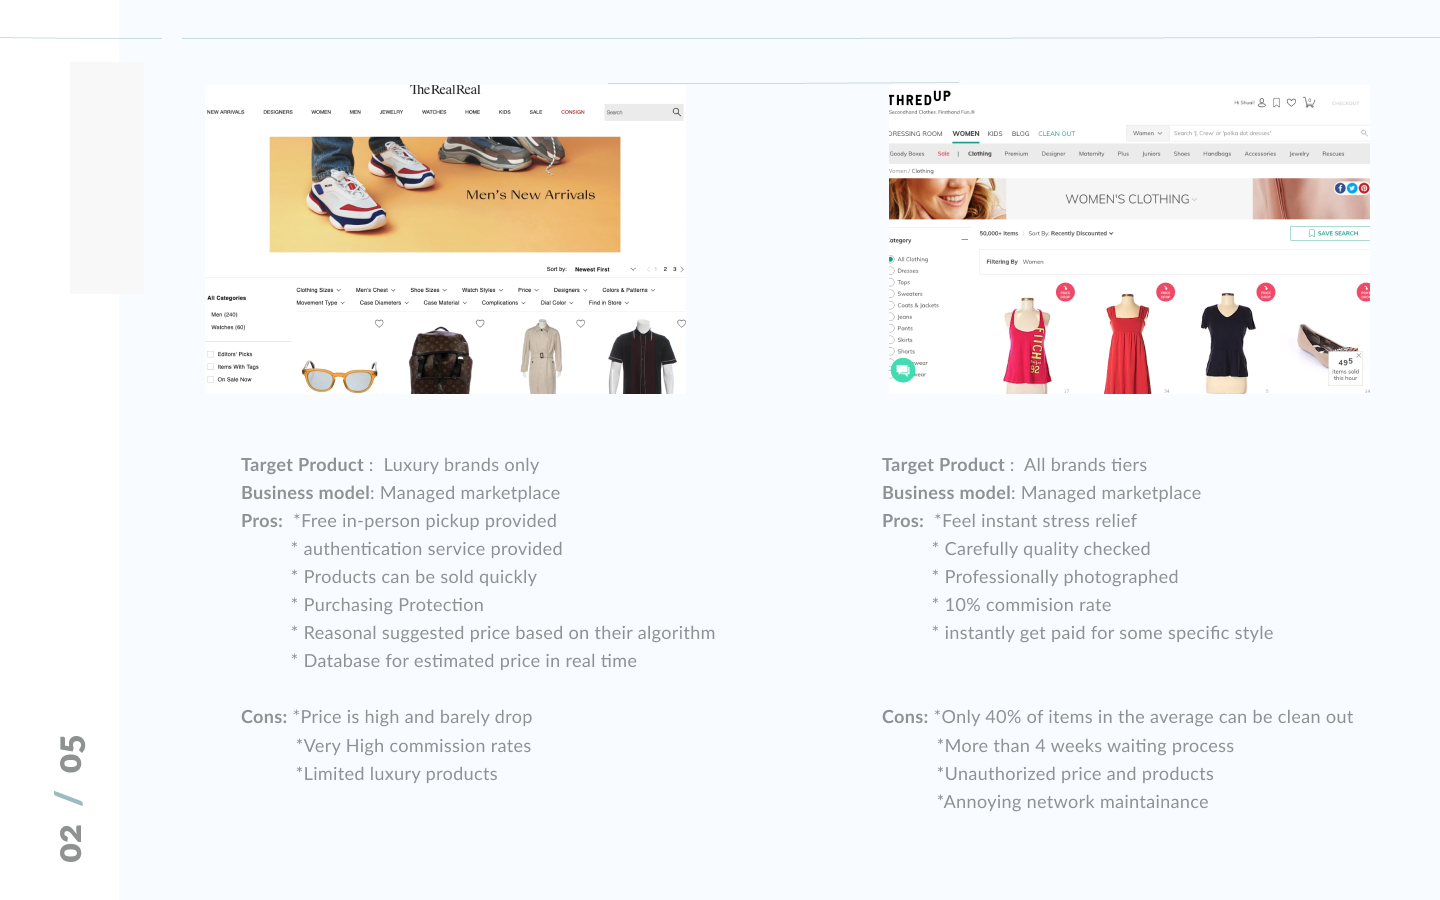 TheRealReal
NEW ARRIVALS DESIGNERS WOMEN MEN JEWELRY WATCHES HOME KIDS SALE CONSIGN Search
Men's New Arrivals
Sort by: Newest First 1 2 3
All Categories
Men (240)
Watches (60)
Editors' Picks
Items With Tags
On Sale Now
Clothing Sizes Men's Chest Shoe Sizes Watch Styles Price Designers Colors & Patterns
Movement Type Case Diameters Case Material Complications Dial Color Find in Store
THREDUP
Secondhand Clothes. Firsthand Fun.®
Hi Shoal!
CHECKOUT
DRESSING ROOM WOMEN KIDS BLOG CLEAN OUT
Women Search 'J. Crew' or 'polka dot dresses'
Goody Boxes Sale | Clothing Premium Designer Maternity Plus Juniors Shoes Handbags Accessories Jewelry Rescues
Women / Clothing
WOMEN'S CLOTHING
50,000+ items Sort By: Recently Discounted SAVE SEARCH
ategory
Filtering By Women
All Clothing
Dresses
Tops
Sweaters
Coats & Jackets
Jeans
Pants
Skirts
Shorts
wear
wear
FITCH
92
495
items sold
this hour
Target Product : Luxury brands only
Business model: Managed marketplace
Pros: *Free in-person pickup provided
* authentication service provided
* Products can be sold quickly
* Purchasing Protection
* Reasonal suggested price based on their algorithm
* Database for estimated price in real time
Cons: *Price is high and barely drop
*Very High commission rates
*Limited luxury products
Target Product : All brands tiers
Business model: Managed marketplace
Pros: *Feel instant stress relief
* Carefully quality checked
* Professionally photographed
* 10% commision rate
* instantly get paid for some specific style
Cons: *Only 40% of items in the average can be clean out
*More than 4 weeks waiting process
*Unauthorized price and products
*Annoying network maintainance
02 / 05